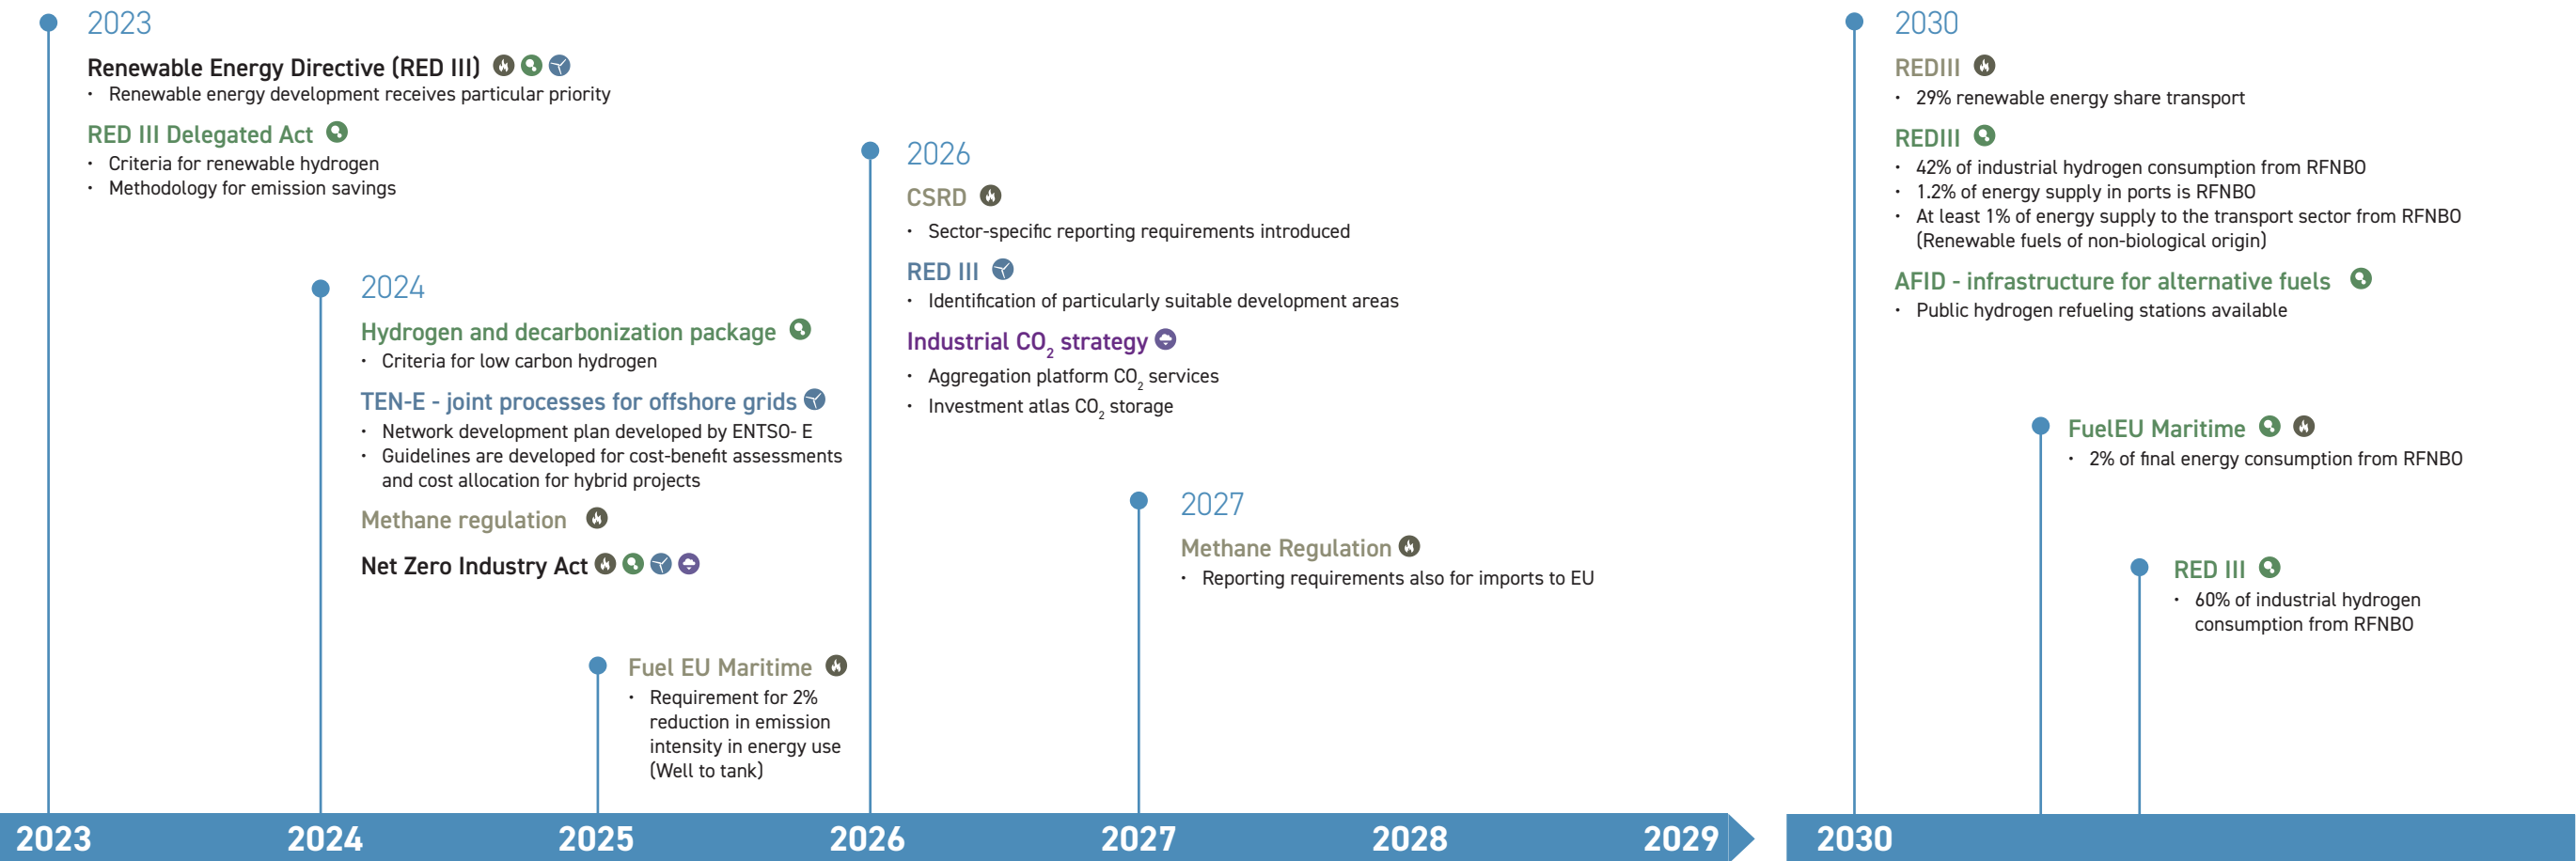 2023
Renewable Energy Directive (RED III)
• Renewable energy development receives particular priority
RED III Delegated Act
• Criteria for renewable hydrogen
• Methodology for emission savings
2024
Hydrogen and decarbonization package
• Criteria for low carbon hydrogen
TEN-E - joint processes for offshore grids
• Network development plan developed by ENTSO- E
• Guidelines are developed for cost-benefit assessments
and cost allocation for hybrid projects
Methane regulation
Net Zero Industry Act
Fuel EU Maritime
• Requirement for 2%
reduction in emission
intensity in energy use
(Well to tank)
2026
CSRD
• Sector-specific reporting requirements introduced
RED III
• Identification of particularly suitable development areas
Industrial CO₂ strategy
• Aggregation platform CO₂ services
• Investment atlas CO₂ storage
2027
Methane Regulation
• Reporting requirements also for imports to EU
2030
REDIII
• 29% renewable energy share transport
REDIII
• 42% of industrial hydrogen consumption from RFNBO
• 1.2% of energy supply in ports is RFNBO
• At least 1% of energy supply to the transport sector from RFNBO
(Renewable fuels of non-biological origin)
AFID - infrastructure for alternative fuels
• Public hydrogen refueling stations available
FuelEU Maritime
• 2% of final energy consumption from RFNBO
RED III
• 60% of industrial hydrogen
consumption from RFNBO
2023 2024 2025 2026 2027 2028 2029 2030